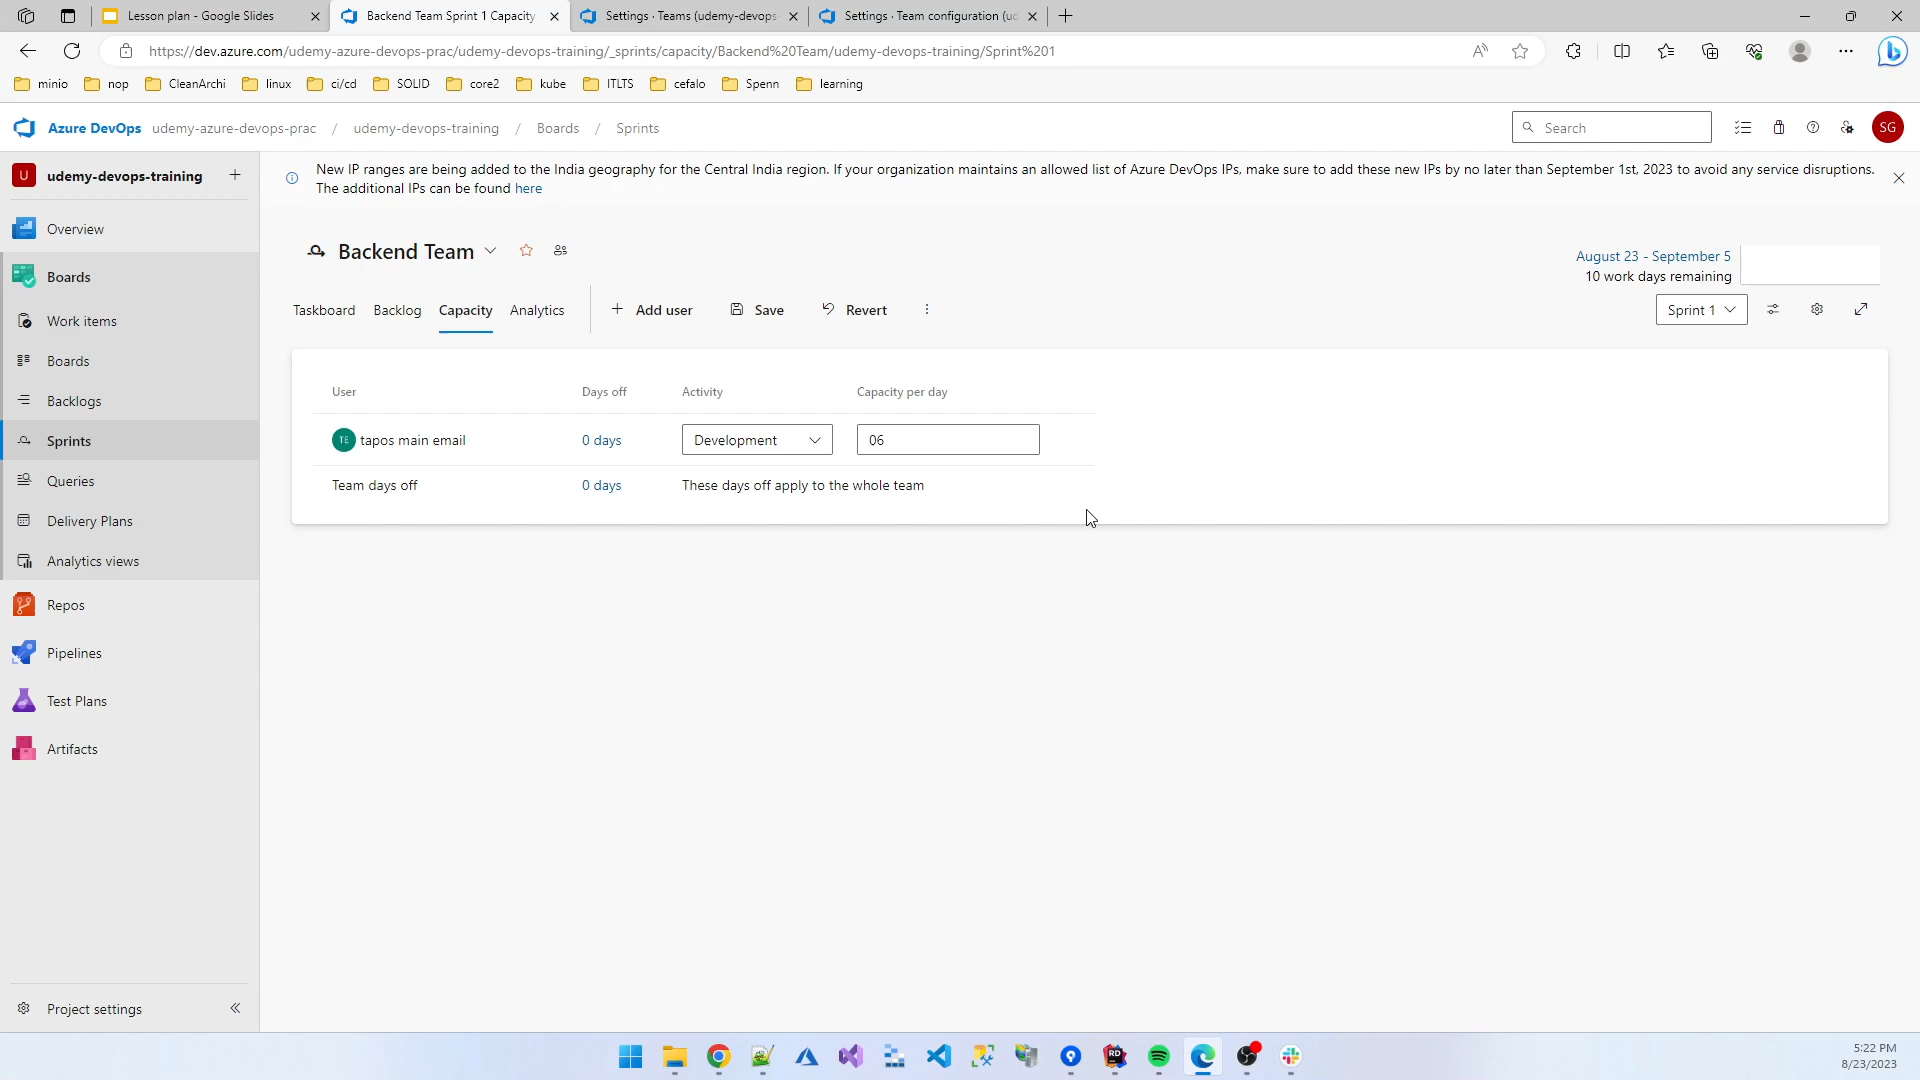 Lesson plan - Google Slides
Backend Team Sprint 1 Capacity
Settings · Teams (udemy-devops-
Settings · Team configuration (ud
https://dev.azure.com/udemy-azure-devops-prac/udemy-devops-training/_sprints/capacity/Backend%20Team/udemy-devops-training/Sprint%201
minio
nop
CleanArchi
linux
ci/cd
SOLID
core2
kube
ITLTS
cefalo
Spenn
learning
Azure DevOps
udemy-azure-devops-prac / udemy-devops-training / Boards / Sprints
Search
SG
U
udemy-devops-training
New IP ranges are being added to the India geography for the Central India region. If your organization maintains an allowed list of Azure DevOps IPs, make sure to add these new IPs by no later than September 1st, 2023 to avoid any service disruptions.
The additional IPs can be found here
Overview
Boards
Work items
Boards
Backlogs
Sprints
Queries
Delivery Plans
Analytics views
Repos
Pipelines
Test Plans
Artifacts
Project settings
Backend Team
August 23 - September 5
10 work days remaining
Taskboard
Backlog
Capacity
Analytics
Add user
Save
Revert
Sprint 1
User
Days off
Activity
Capacity per day
TE
tapos main email
0 days
Development
06
Team days off
0 days
These days off apply to the whole team
RD
5:22 PM
8/23/2023